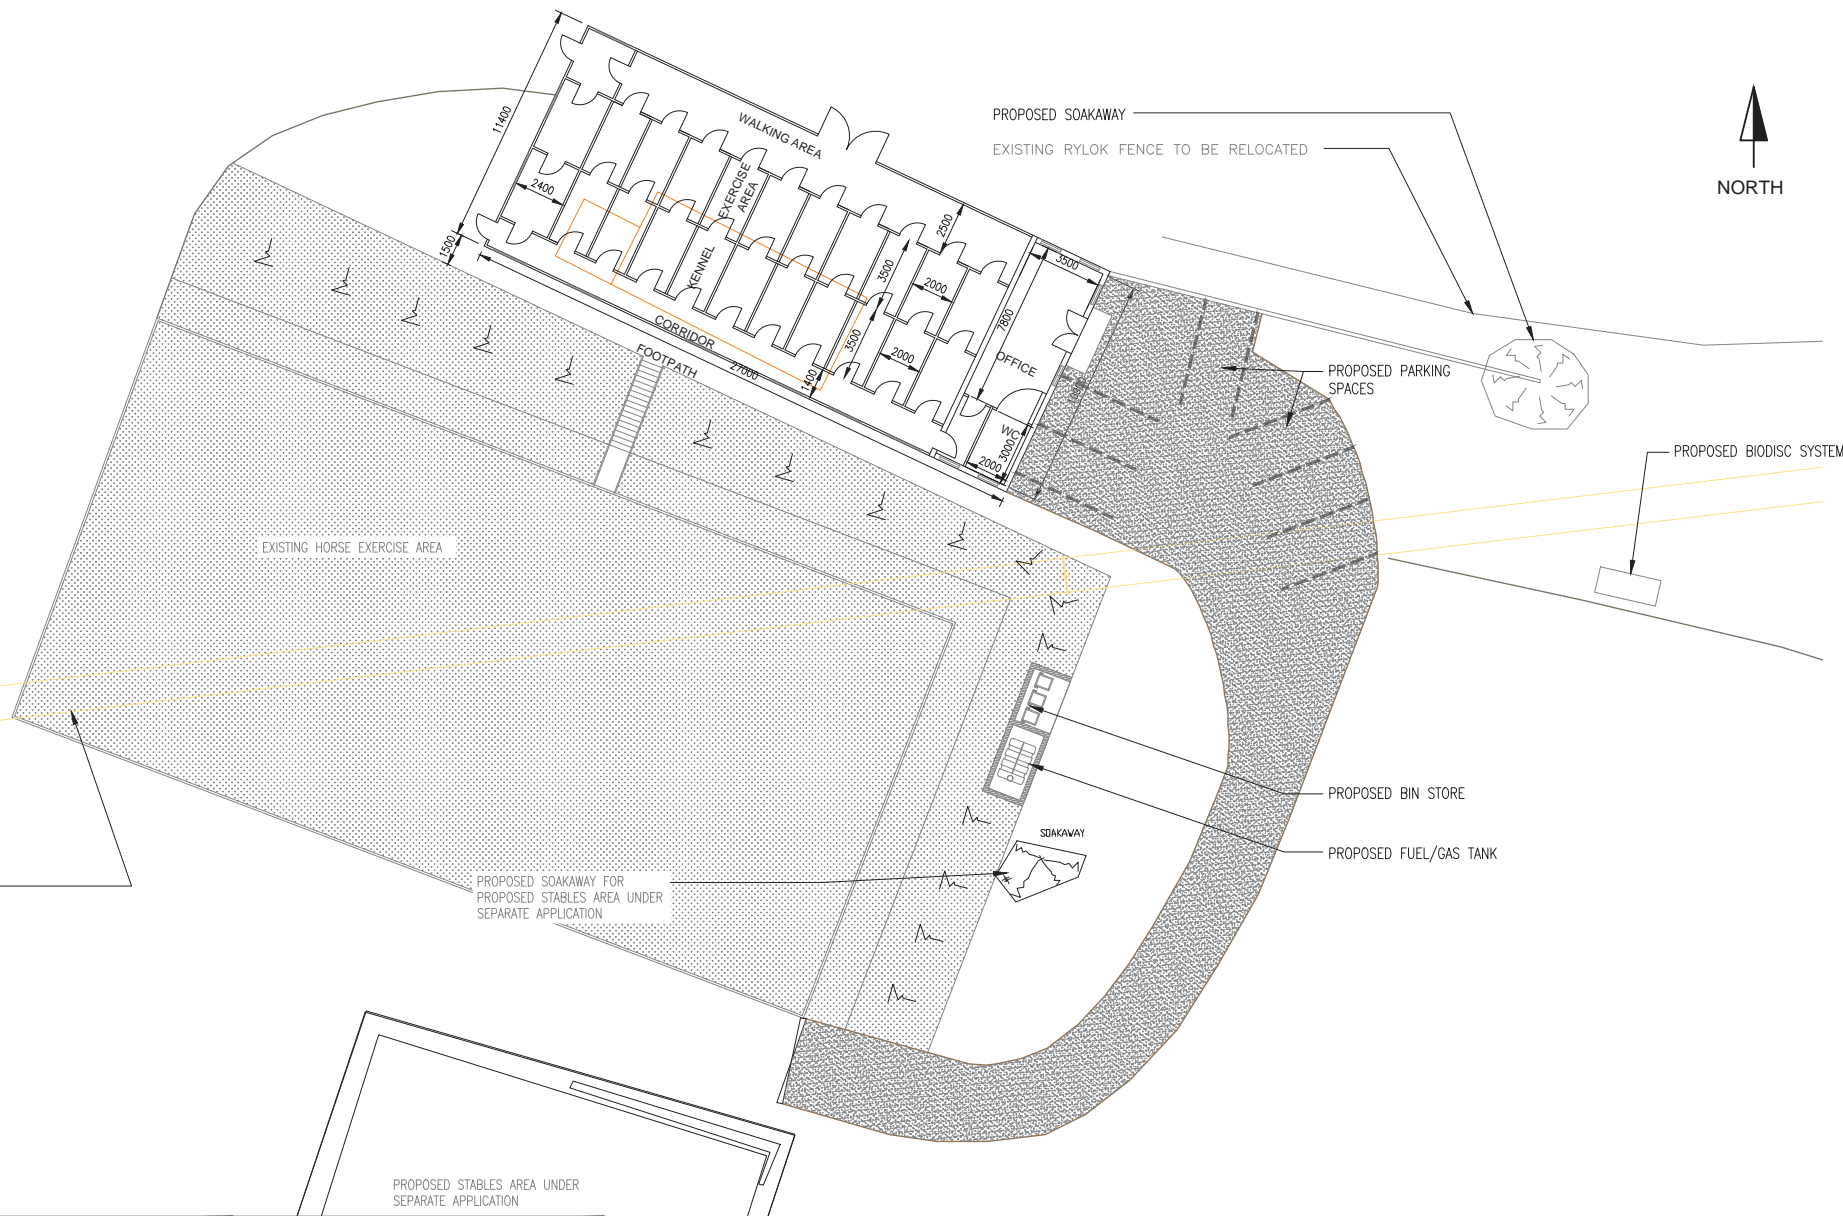 PROPOSED SOAKAWAY
EXISTING RYLOK FENCE TO BE RELOCATED
NORTH
11400
WALKING AREA
EXERCISE
AREA
2400
2500
1500
KENNEL
3500
2000
3500
7800
CORRIDOR
FOOTPATH
27000
1400
3500
2000
OFFICE
WC
3000
2000
PROPOSED PARKING
SPACES
PROPOSED BIODISC SYSTEM
EXISTING HORSE EXERCISE AREA
PROPOSED BIN STORE
SOAKAWAY
PROPOSED FUEL/GAS TANK
PROPOSED SOAKAWAY FOR
PROPOSED STABLES AREA UNDER
SEPARATE APPLICATION
PROPOSED STABLES AREA UNDER
SEPARATE APPLICATION